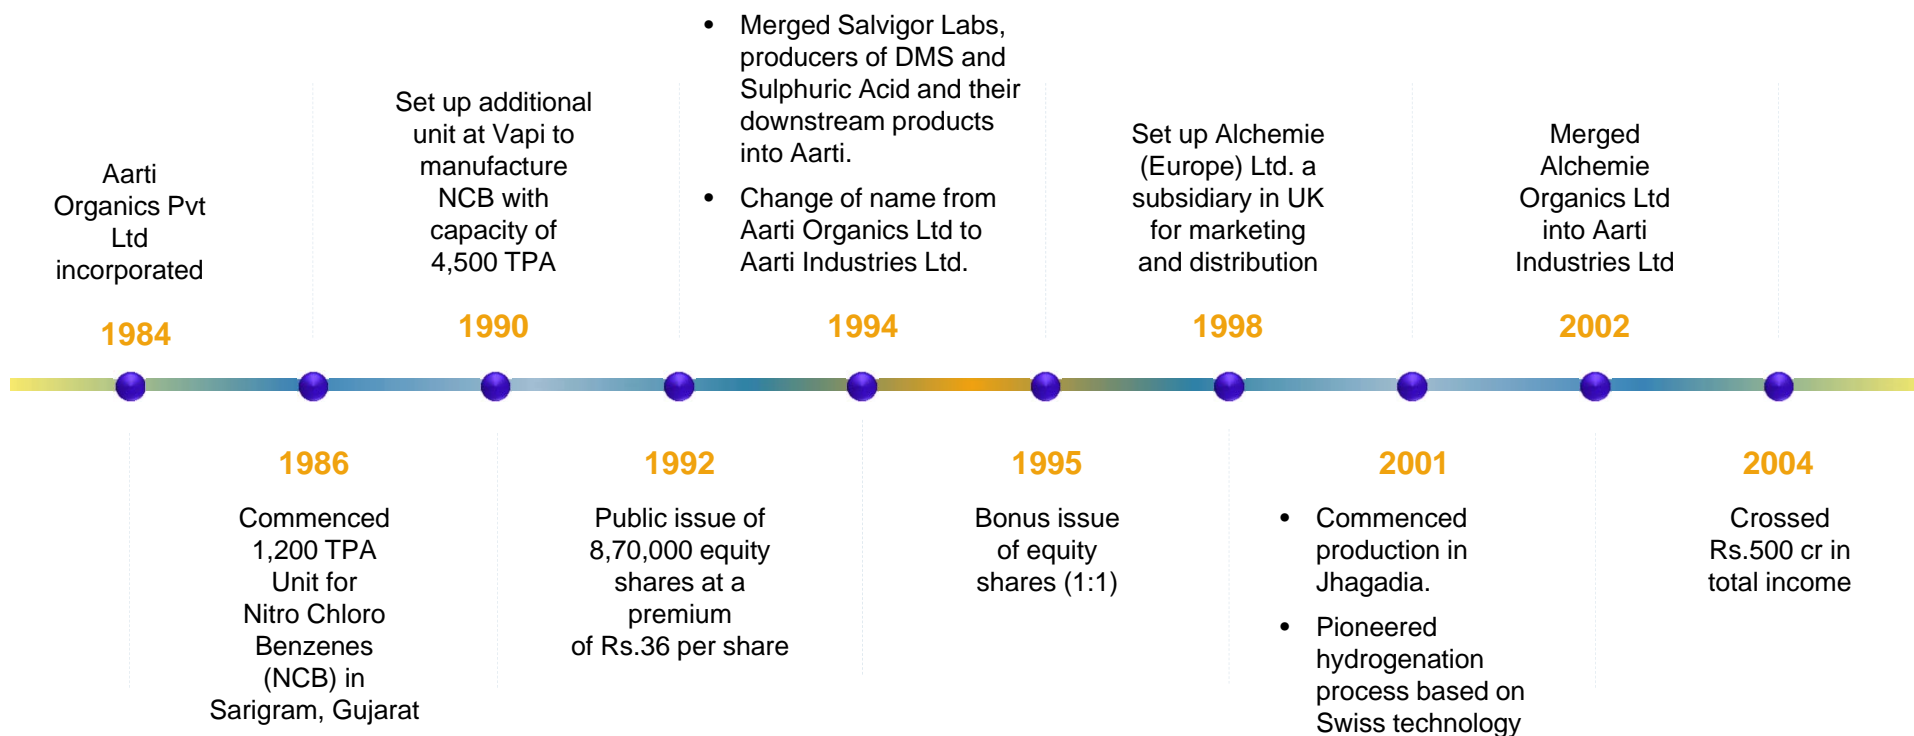 Aarti
Organics Pvt
Ltd
incorporated
1984
1986
Commenced
1,200 TPA
Unit for
Nitro Chloro
Benzenes
(NCB) in
Sarigram, Gujarat
Set up additional
unit at Vapi to
manufacture
NCB with
capacity of
4,500 TPA
1990
1992
Public issue of
8,70,000 equity
shares at a
premium
of Rs.36 per share
• Merged Salvigor Labs,
producers of DMS and
Sulphuric Acid and their
downstream products
into Aarti.
• Change of name from
Aarti Organics Ltd to
Aarti Industries Ltd.
1994
1995
Bonus issue
of equity
shares (1:1)
Set up Alchemie
(Europe) Ltd. a
subsidiary in UK
for marketing
and distribution
1998
2001
• Commenced
production in
Jhagadia.
• Pioneered
hydrogenation
process based on
Swiss technology
Merged
Alchemie
Organics Ltd
into Aarti
Industries Ltd
2002
2004
Crossed
Rs.500 cr in
total income